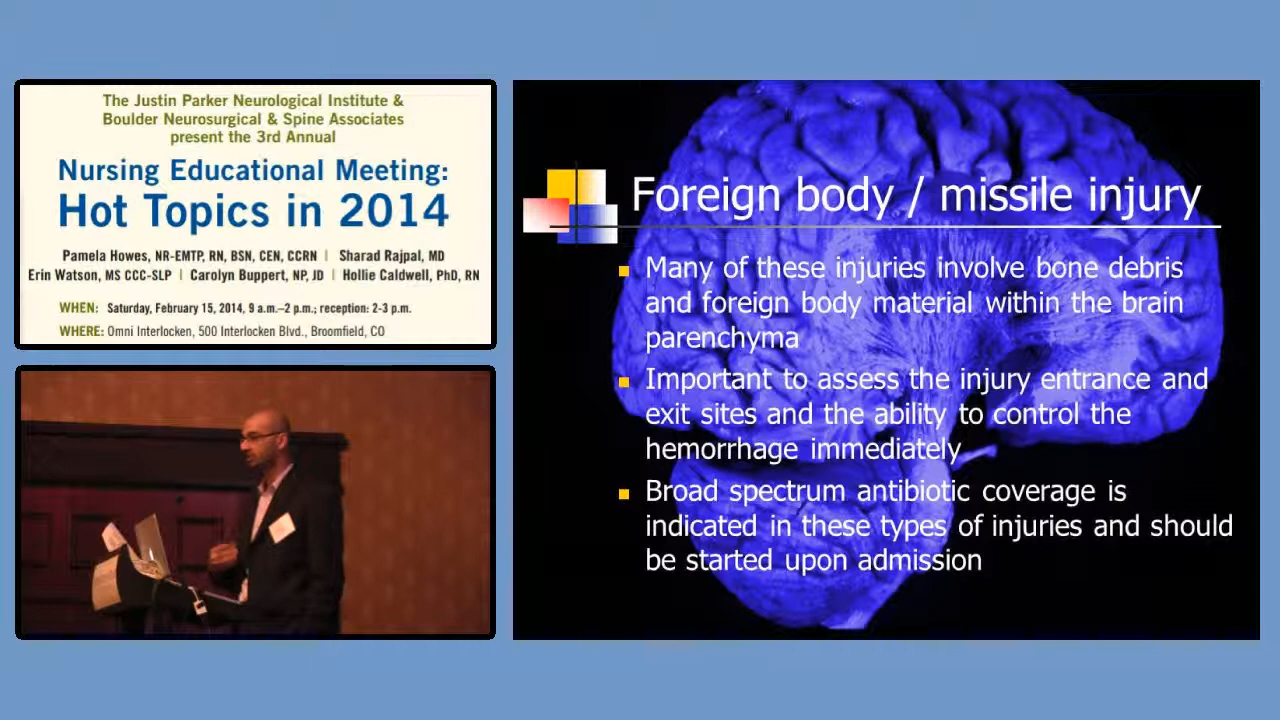 The Justin Parker Neurological Institute &
Boulder Neurosurgical & Spine Associates
present the 3rd Annual
Nursing Educational Meeting:
Hot Topics in 2014
Pamela Howes, NR-EMTP, RN, BSN, CEN, CCRN | Sharad Rajpal, MD
Erin Watson, MS CCC-SLP | Carolyn Buppert, NP, JD | Hollie Caldwell, PhD, RN
WHEN: Saturday, February 15, 2014, 9 a.m.–2 p.m.; reception: 2-3 p.m.
WHERE: Omni Interlocken, 500 Interlocken Blvd., Broomfield, CO
Foreign body / missile injury
Many of these injuries involve bone debris
and foreign body material within the brain
parenchyma
Important to assess the injury entrance and
exit sites and the ability to control the
hemorrhage immediately
Broad spectrum antibiotic coverage is
indicated in these types of injuries and should
be started upon admission